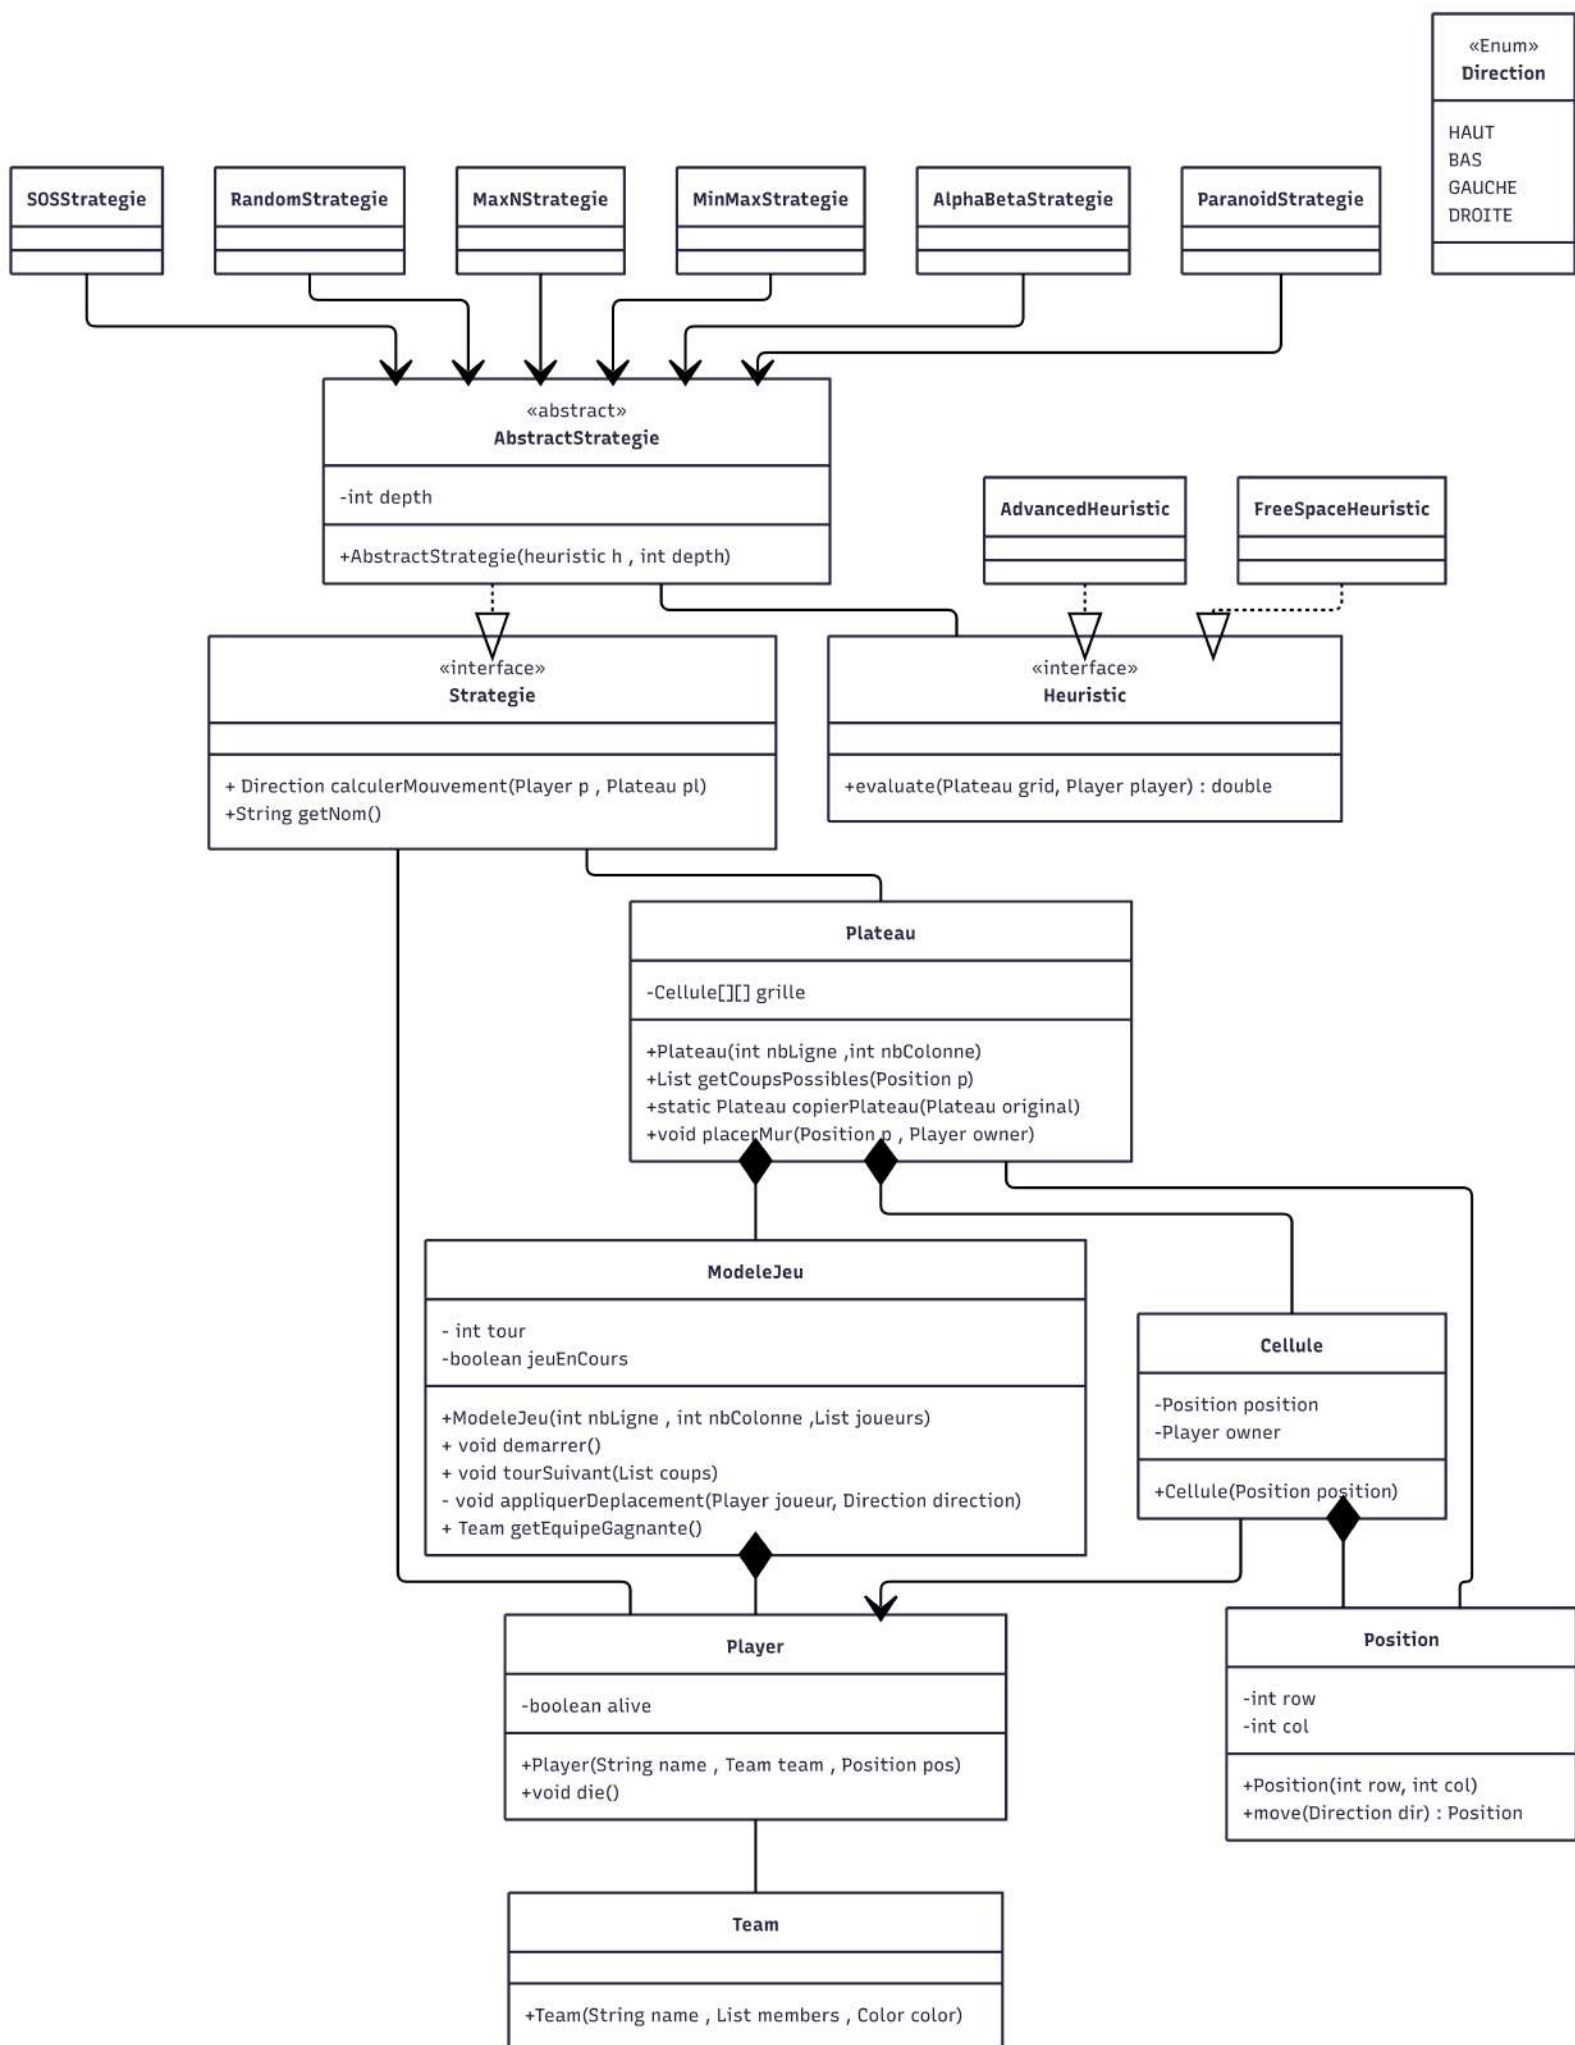 «Enum»
Direction
HAUT
BAS
GAUCHE
DROITE
SOSStrategie
RandomStrategie
MaxNStrategie
MinMaxStrategie
AlphaBetaStrategie
ParanoidStrategie
«abstract»
AbstractStrategie
-int depth
+AbstractStrategie(heuristic h , int depth)
AdvancedHeuristic
FreeSpaceHeuristic
«interface»
Strategie
+ Direction calculerMouvement(Player p , Plateau pl)
+String getNom()
«interface»
Heuristic
+evaluate(Plateau grid, Player player) : double
Plateau
-Cellule[][] grille
+Plateau(int nbLigne ,int nbColonne)
+List getCoupsPossibles(Position p)
+static Plateau copierPlateau(Plateau original)
+void placerMur(Position p , Player owner)
ModeleJeu
- int tour
-boolean jeuEnCours
+ModeleJeu(int nbLigne , int nbColonne ,List joueurs)
+ void demarrer()
+ void tourSuivant(List coups)
- void appliquerDeplacement(Player joueur, Direction direction)
+ Team getEquipeGagnante()
Cellule
-Position position
-Player owner
+Cellule(Position position)
Player
-boolean alive
+Player(String name , Team team , Position pos)
+void die()
Position
-int row
-int col
+Position(int row, int col)
+move(Direction dir) : Position
Team
+Team(String name , List members , Color color)